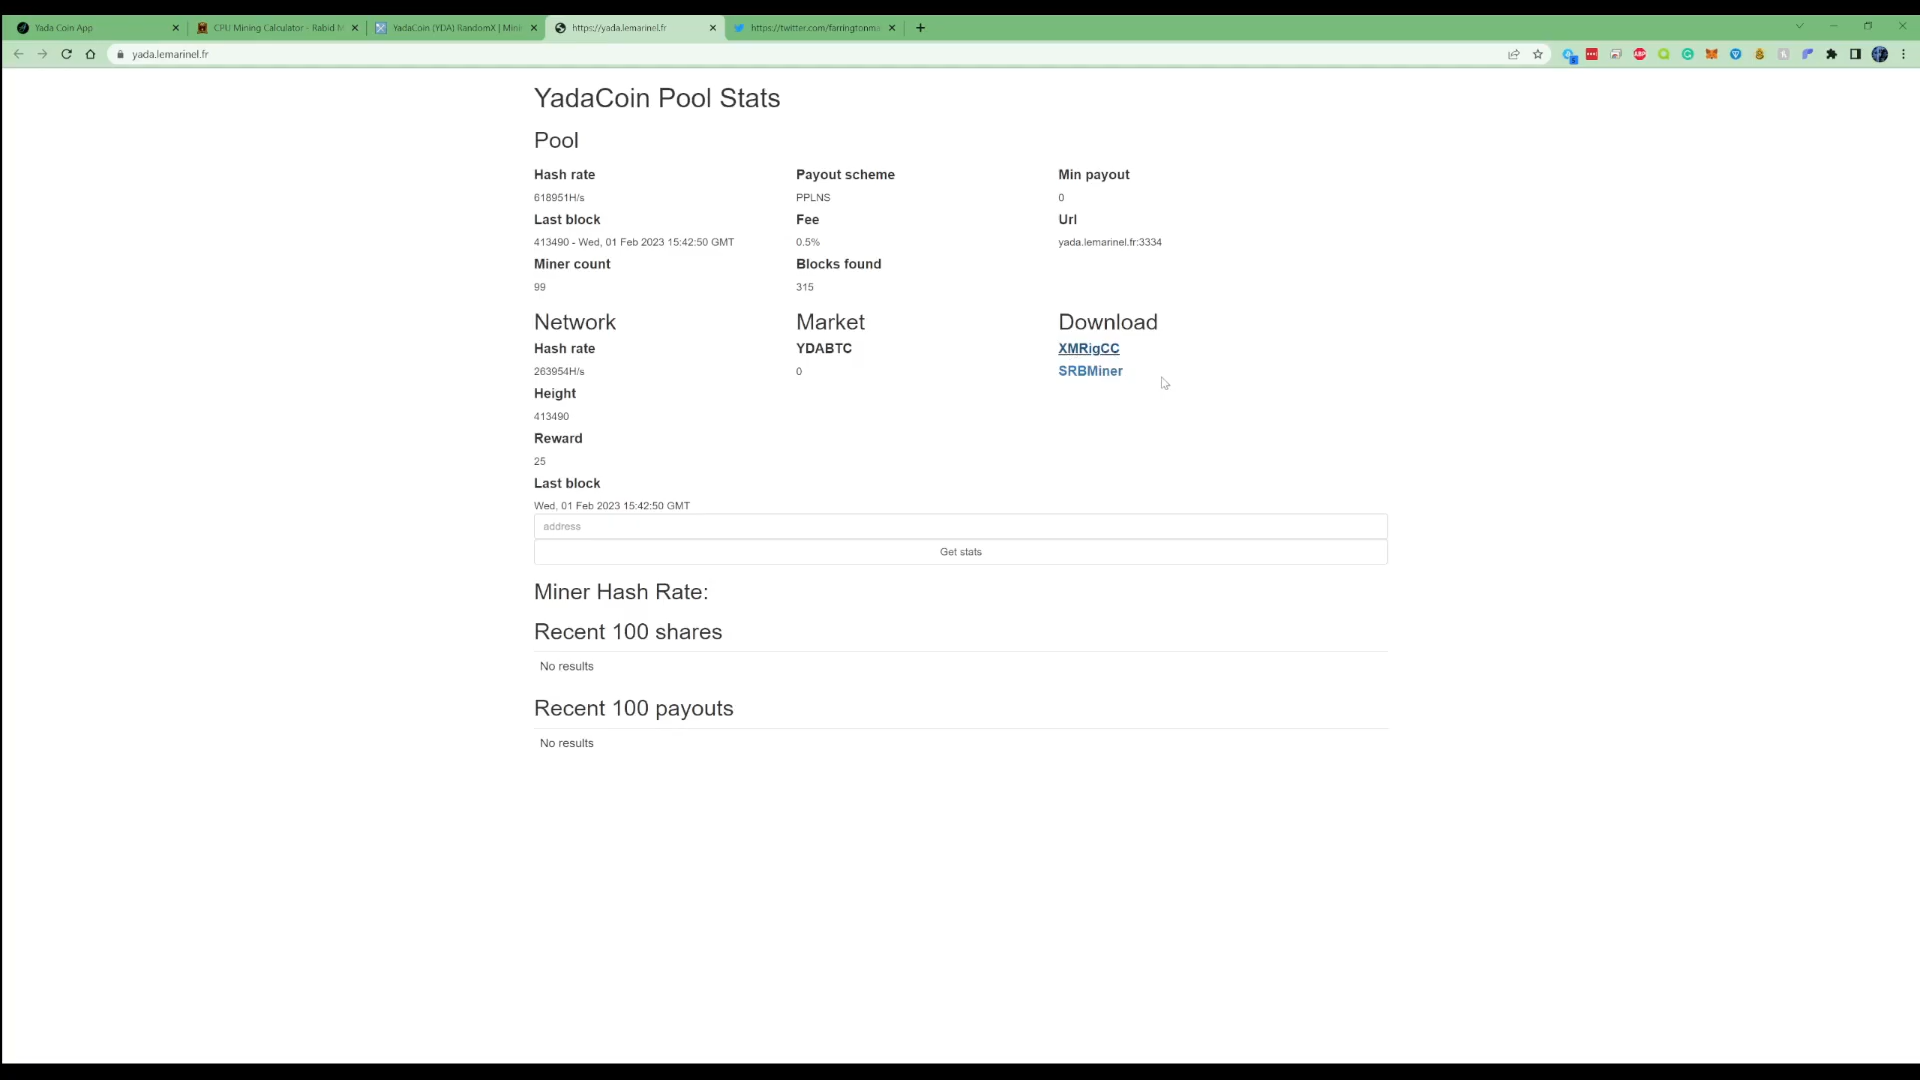 Yada Coin App
CPU Mining Calculator - Rabid M
YadaCoin (YDA) RandomX | Mini
https://yada.lemarinel.fr
https://twitter.com/farringtonma
yada.lemarinel.fr
YadaCoin Pool Stats
Pool
Hash rate
Payout scheme
Min payout
618951H/s
PPLNS
0
Last block
Fee
Url
413490 - Wed, 01 Feb 2023 15:42:50 GMT
0.5%
yada.lemarinel.fr:3334
Miner count
Blocks found
99
315
Network
Market
Download
Hash rate
YDABTC
XMRigCC
263954H/s
0
SRBMiner
Height
413490
Reward
25
Last block
Wed, 01 Feb 2023 15:42:50 GMT
address
Get stats
Miner Hash Rate:
Recent 100 shares
No results
Recent 100 payouts
No results